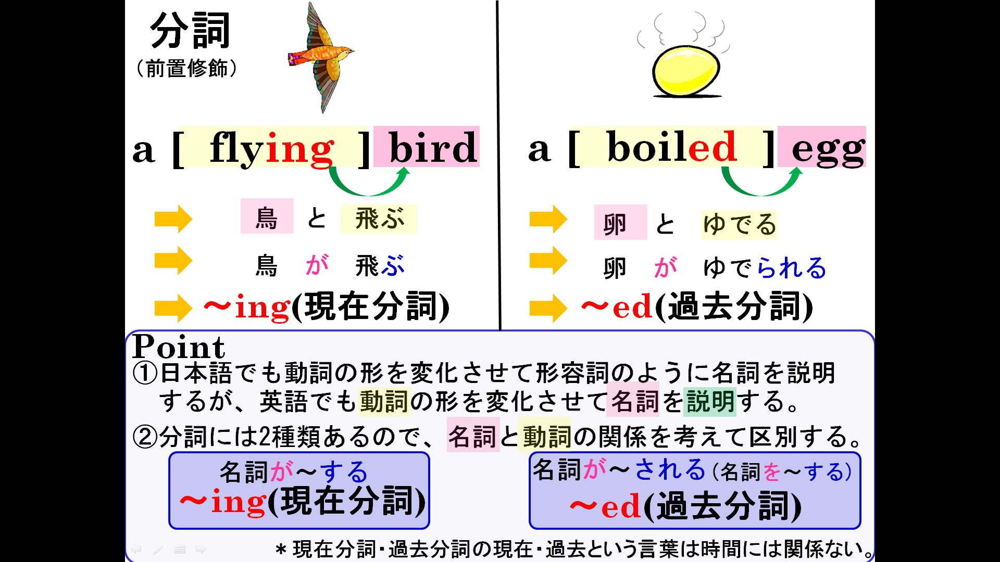 分詞
（前置修飾）
a [ flying ] bird
鳥 と 飛ぶ
鳥 が 飛ぶ
～ing(現在分詞)
a [ boiled ] egg
卵 と ゆでる
卵 が ゆでられる
～ed(過去分詞)
Point
①日本語でも動詞の形を変化させて形容詞のように名詞を説明
するが、英語でも動詞の形を変化させて名詞を説明する。
②分詞には2種類あるので、名詞と動詞の関係を考えて区別する。
名詞が～する
～ing(現在分詞)
名詞が～される（名詞を～する）
～ed(過去分詞)
＊現在分詞・過去分詞の現在・過去という言葉は時間には関係ない。